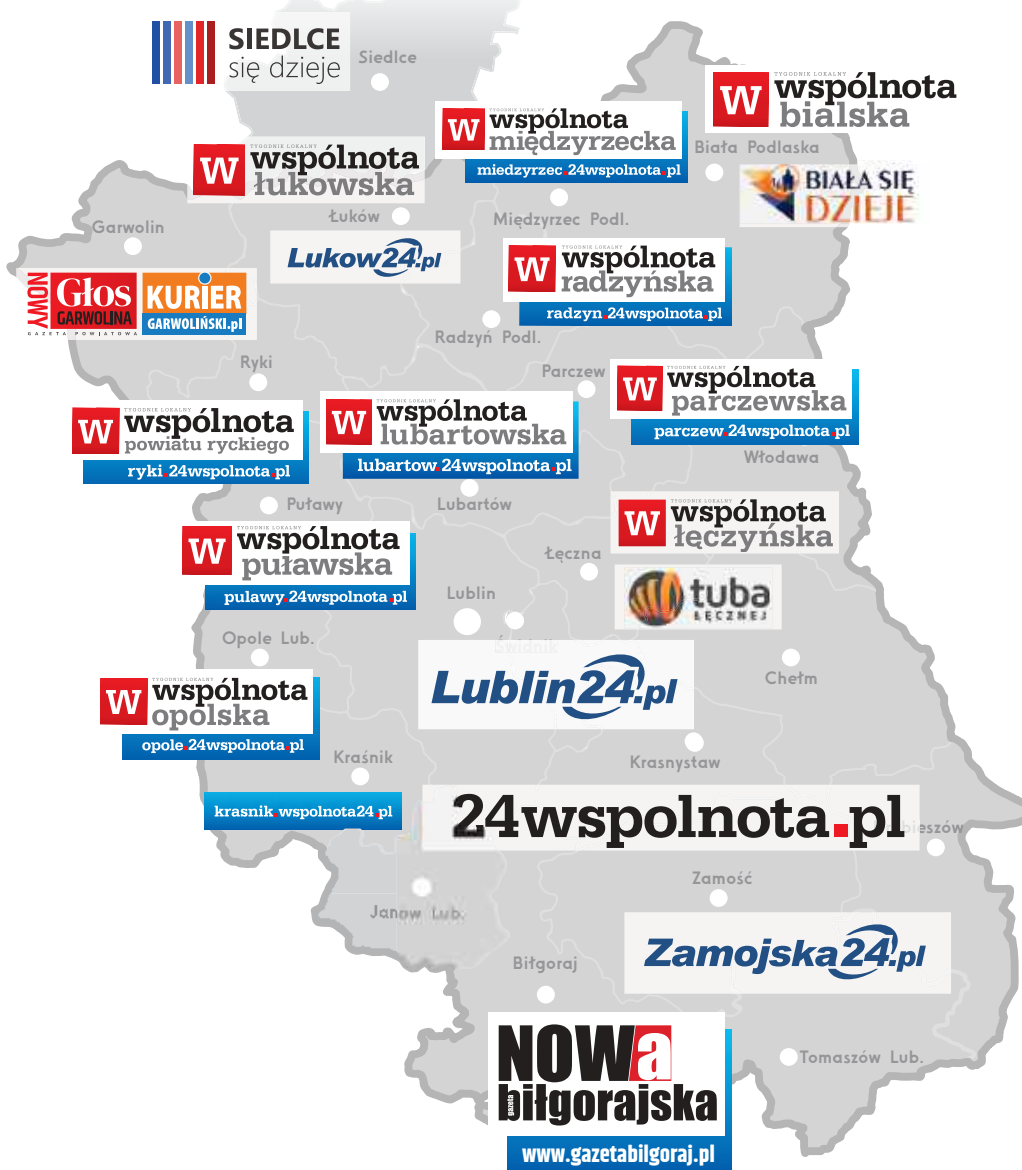 SIEDLCE
się dzieje
Siedlce
TYGODNIK LOKALNY
W wspólnota
bialska
TYGODNIK LOKALNY
W wspólnota
międzyrzecka
miedzyrzec.24wspolnota.pl
Biała Podlaska
TYGODNIK LOKALNY
W wspólnota
łukowska
BIAŁA SIĘ
DZIEJE
Łuków
Międzyrzec Podl.
Garwolin
Lukow24.pl
TYGODNIK LOKALNY
W wspólnota
radzyńska
radzyn.24wspolnota.pl
NOWY
Głos
GARWOLINA
GAZETA POWIATOWA
KURIER
GARWOLIŃSKI.pl
Radzyń Podl.
Ryki
Parczew
TYGODNIK LOKALNY
W wspólnota
parczewska
parczew.24wspolnota.pl
TYGODNIK LOKALNY
W wspólnota
powiatu ryckiego
ryki.24wspolnota.pl
TYGODNIK LOKALNY
W wspólnota
lubartowska
lubartow.24wspolnota.pl
Włodawa
Puławy
Lubartów
TYGODNIK LOKALNY
W wspólnota
łęczyńska
TYGODNIK LOKALNY
W wspólnota
puławska
pulawy.24wspolnota.pl
Łęczna
tuba
ŁĘCZNEJ
Lublin
Opole Lub.
Świdnik
Lublin24.pl
Chełm
TYGODNIK LOKALNY
W wspólnota
opolska
opole.24wspolnota.pl
Kraśnik
Krasnystaw
krasnik.wspolnota24.pl
24wspolnota.pl
bieszów
Zamość
Janow Lub.
Zamojska24.pl
Biłgoraj
NOWa
gazeta
biłgorajska
www.gazetabilgoraj.pl
Tomaszów Lub.